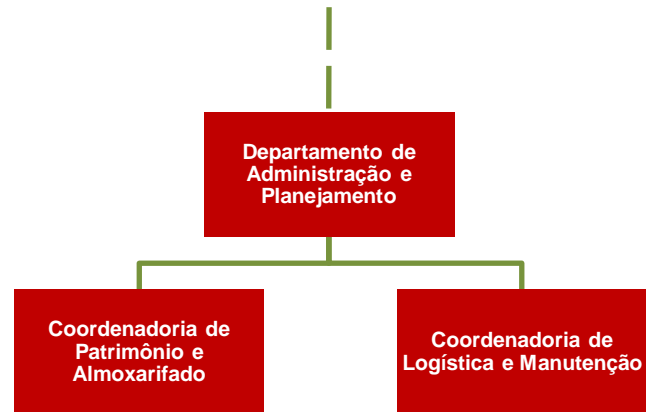 Departamento de
Administração e
Planejamento
Coordenadoria de
Patrimônio e
Almoxarifado
Coordenadoria de
Logística e Manutenção